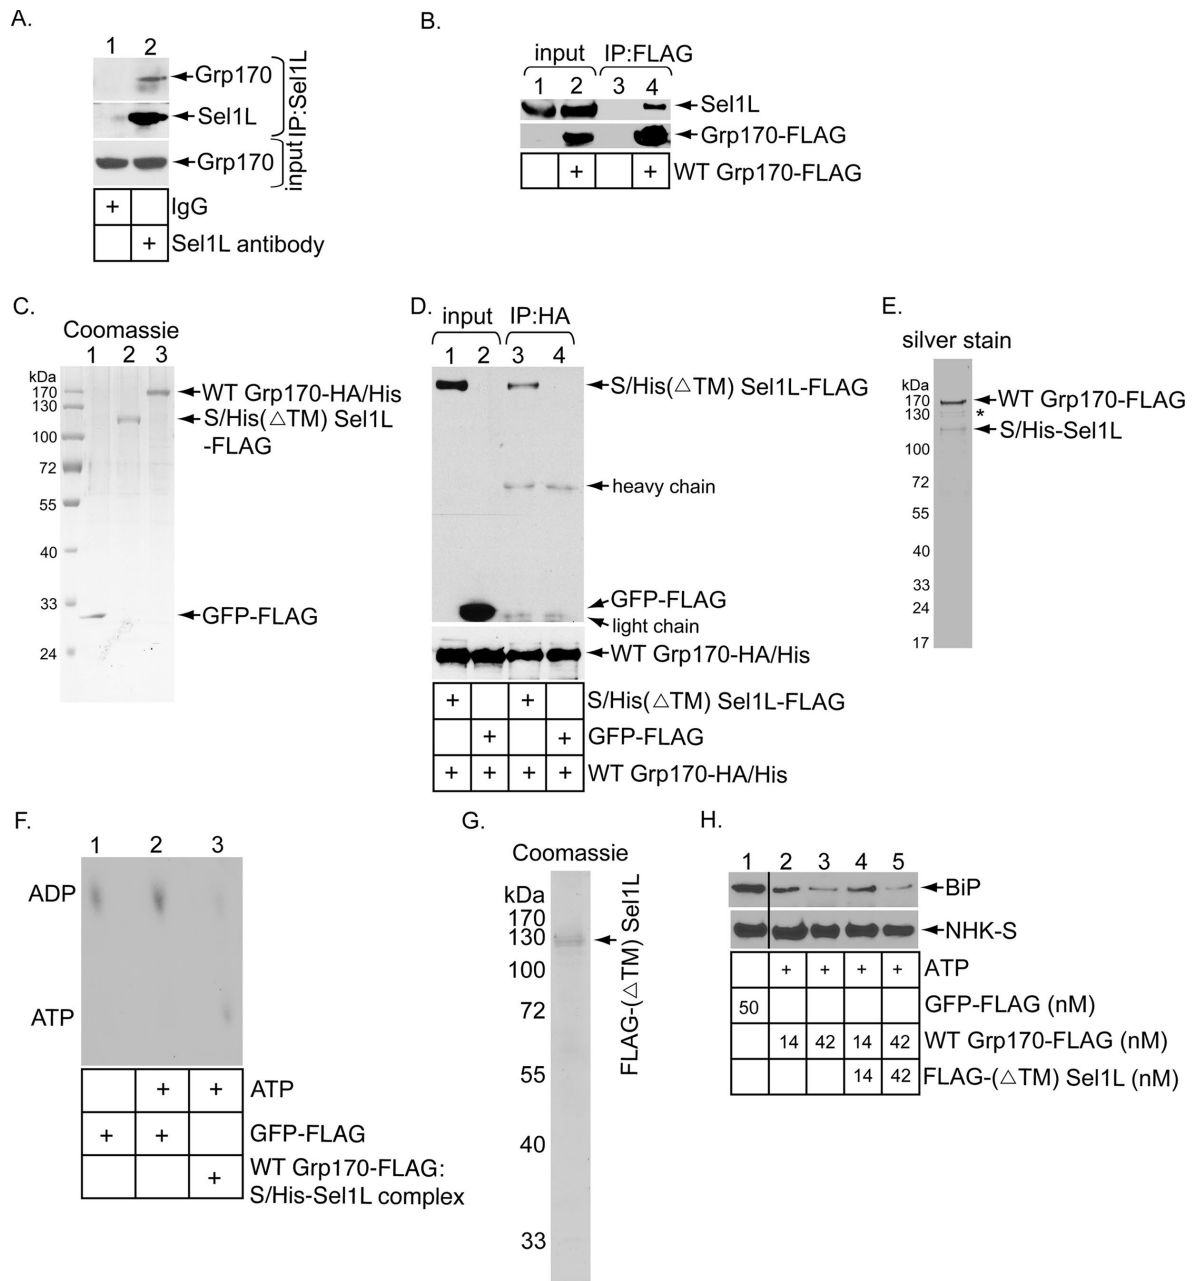 A.
1 2
Grp170
Sel1L
IP:Sel1L
Grp170
input
+ IgG
+ Sel1L antibody
B.
input IP:FLAG
1 2 3 4
Sel1L
Grp170-FLAG
+ + WT Grp170-FLAG
C.
Coomassie
1 2 3
kDa
170
130
100
72
55
40
33
24
WT Grp170-HA/His
S/His(△TM) Sel1L
-FLAG
GFP-FLAG
D.
input IP:HA
1 2 3 4
S/His(△TM) Sel1L-FLAG
heavy chain
GFP-FLAG
light chain
WT Grp170-HA/His
+ + S/His(△TM) Sel1L-FLAG
+ + GFP-FLAG
+ + + + WT Grp170-HA/His
E.
silver stain
kDa
170
130
100
72
55
40
33
24
17
WT Grp170-FLAG
*
S/His-Sel1L
F.
1 2 3
ADP
ATP
+ + ATP
+ + GFP-FLAG
+ WT Grp170-FLAG:
S/His-Sel1L complex
G.
Coomassie
kDa
170
130
100
72
55
40
33
FLAG-(△TM) Sel1L
H.
1 2 3 4 5
BiP
NHK-S
+ + + + ATP
50 GFP-FLAG (nM)
14 42 14 42 WT Grp170-FLAG (nM)
14 42 FLAG-(△TM) Sel1L (nM)